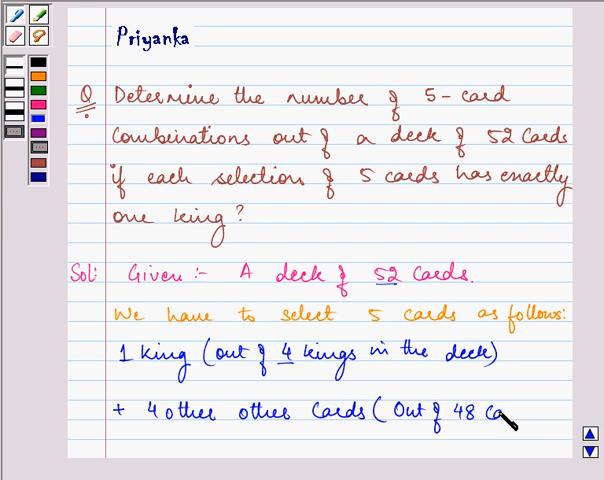 Priyanka
Q Determine the number of 5-card
combinations out of a deck of 52 cards
if each selection of 5 cards has exactly
one king?
Sol: Given :- A deck of 52 cards.
We have to select 5 cards as follows:
1 King (out of 4 kings in the deck)
+ 4 other other cards (Out of 48 ca